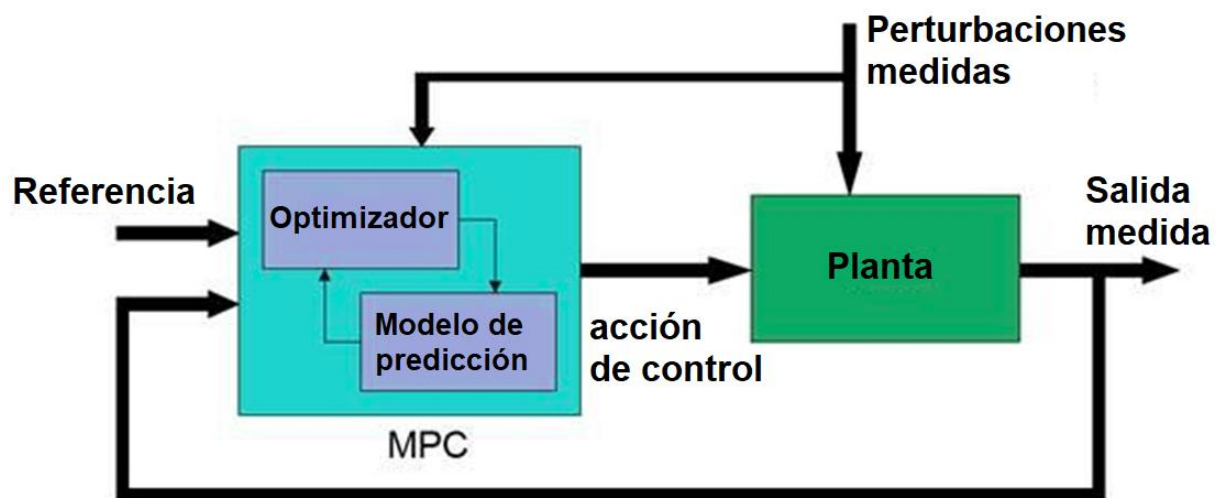 Perturbaciones
medidas
Referencia
Optimizador
Modelo de
predicción
MPC
acción
de control
Planta
Salida
medida